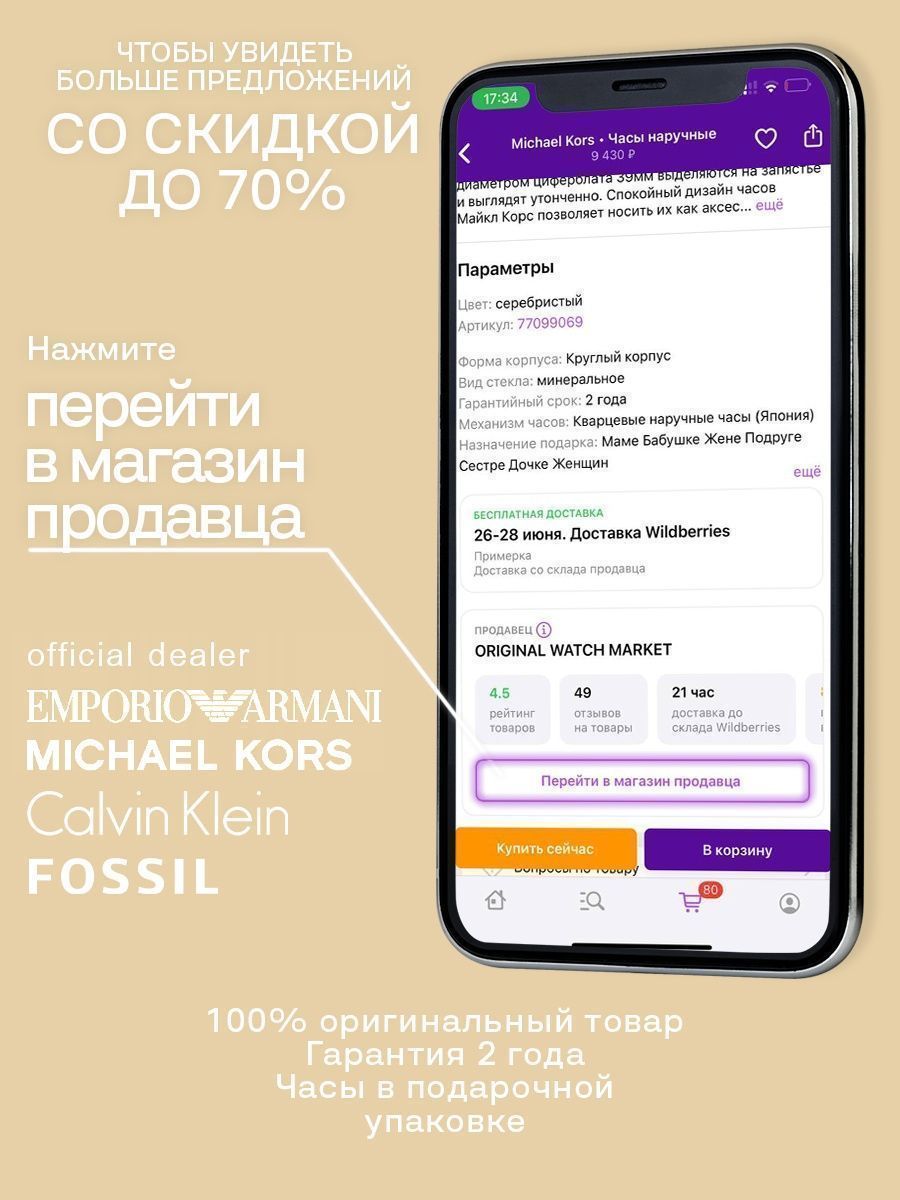 ЧТОБЫ УВИДЕТЬ
БОЛЬШЕ ПРЕДЛОЖЕНИЙ
СО СКИДКОЙ
ДО 70%
Нажмите
перейти
в магазин
продавца
official dealer
EMPORIO ARMANI
MICHAEL KORS
Calvin Klein
FOSSIL
17:34
Michael Kors • Часы наручные
9 430 ₽
диаметром циферблата 39мм выделяются на запястье
и выглядят утонченно. Спокойный дизайн часов
Майкл Корс позволяет носить их как аксес... ещё
Параметры
Цвет: серебристый
Артикул: 77099069
Форма корпуса: Круглый корпус
Вид стекла: минеральное
Гарантийный срок: 2 года
Механизм часов: Кварцевые наручные часы (Япония)
Назначение подарка: Маме Бабушке Жене Подруге
Сестре Дочке Женщин
ещё
БЕСПЛАТНАЯ ДОСТАВКА
26-28 июня. Доставка Wildberries
Примерка
Доставка со склада продавца
ПРОДАВЕЦ
ORIGINAL WATCH MARKET
4.5
рейтинг
товаров
49
отзывов
на товары
21 час
доставка до
склада Wildberries
Перейти в магазин продавца
Купить сейчас
В корзину
Вопросы по товару
80
100% оригинальный товар
Гарантия 2 года
Часы в подарочной
упаковке